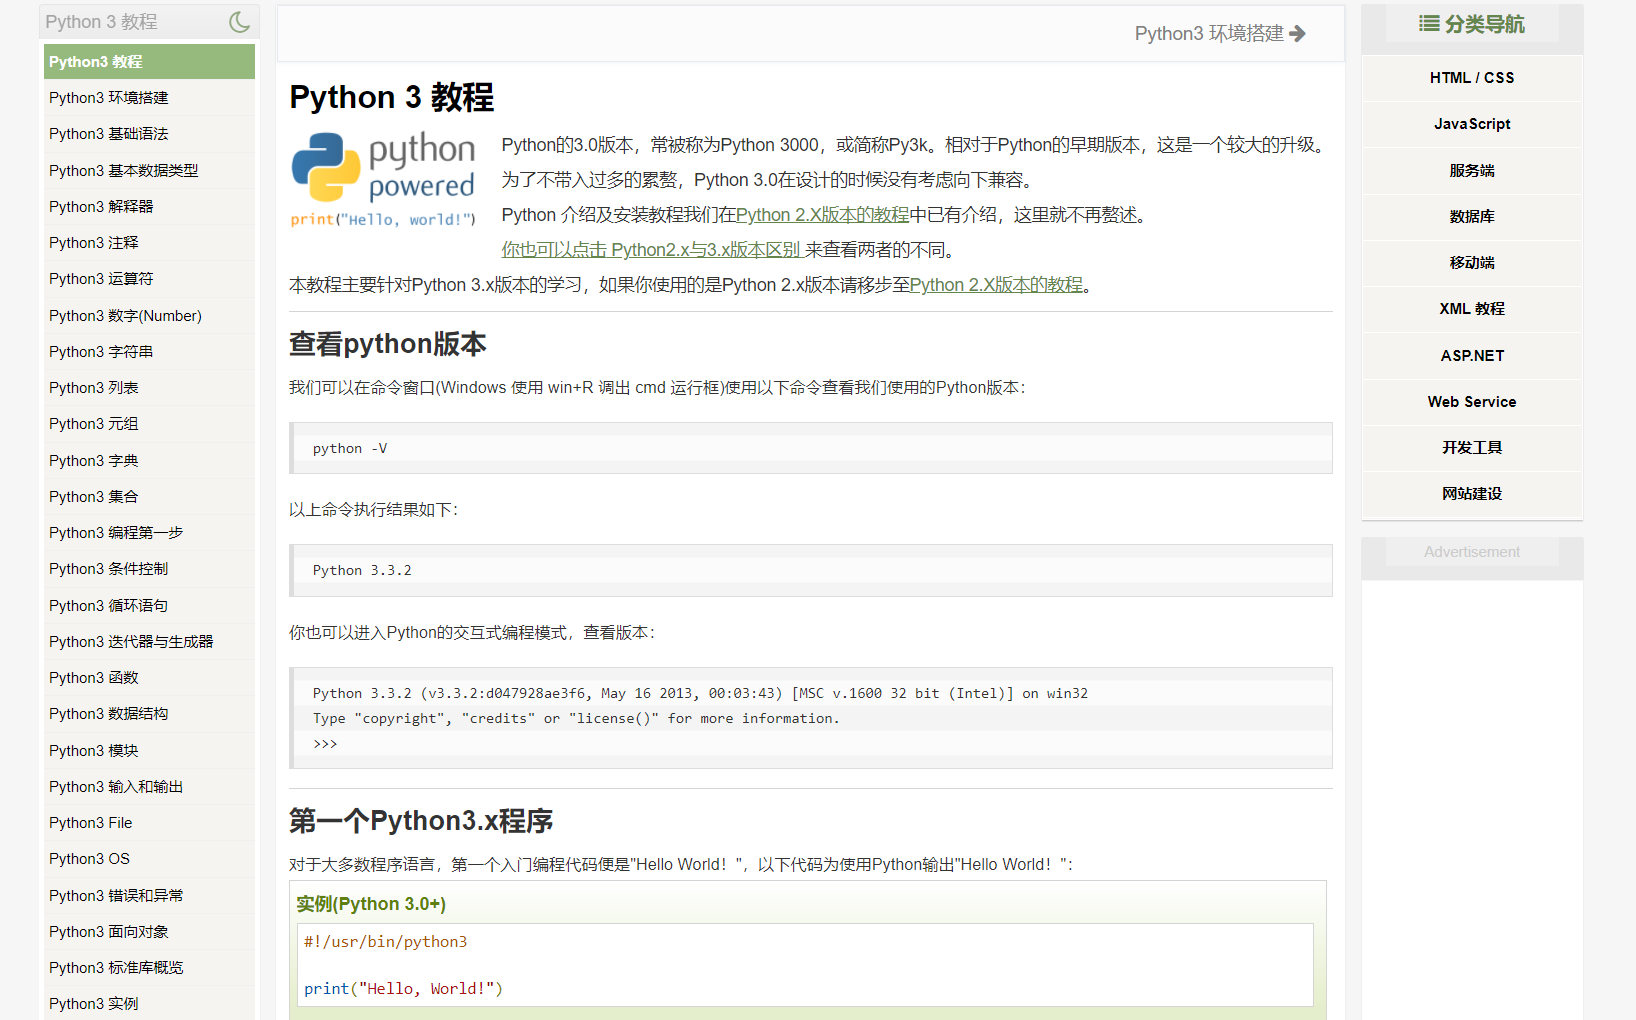 Python 3 教程
Python3 教程
Python3 环境搭建
Python3 基础语法
Python3 基本数据类型
Python3 解释器
Python3 注释
Python3 运算符
Python3 数字(Number)
Python3 字符串
Python3 列表
Python3 元组
Python3 字典
Python3 集合
Python3 编程第一步
Python3 条件控制
Python3 循环语句
Python3 迭代器与生成器
Python3 函数
Python3 数据结构
Python3 模块
Python3 输入和输出
Python3 File
Python3 OS
Python3 错误和异常
Python3 面向对象
Python3 标准库概览
Python3 实例
Python3 环境搭建
Python 3 教程
python
powered
print("Hello, world!")
Python的3.0版本，常被称为Python 3000，或简称Py3k。相对于Python的早期版本，这是一个较大的升级。
为了不带入过多的累赘，Python 3.0在设计的时候没有考虑向下兼容。
Python 介绍及安装教程我们在Python 2.X版本的教程中已有介绍，这里就不再赘述。
你也可以点击 Python2.x与3.x版本区别 来查看两者的不同。
本教程主要针对Python 3.x版本的学习，如果你使用的是Python 2.x版本请移步至Python 2.X版本的教程。
查看python版本
我们可以在命令窗口(Windows 使用 win+R 调出 cmd 运行框)使用以下命令查看我们使用的Python版本：
python -V
以上命令执行结果如下：
Python 3.3.2
你也可以进入Python的交互式编程模式，查看版本：
Python 3.3.2 (v3.3.2:d047928ae3f6, May 16 2013, 00:03:43) [MSC v.1600 32 bit (Intel)] on win32
Type "copyright", "credits" or "license()" for more information.
>>>
第一个Python3.x程序
对于大多数程序语言，第一个入门编程代码便是"Hello World！"，以下代码为使用Python输出"Hello World！"：
实例(Python 3.0+)
#!/usr/bin/python3
print("Hello, World!")
分类导航
HTML / CSS
JavaScript
服务端
数据库
移动端
XML 教程
ASP.NET
Web Service
开发工具
网站建设
Advertisement